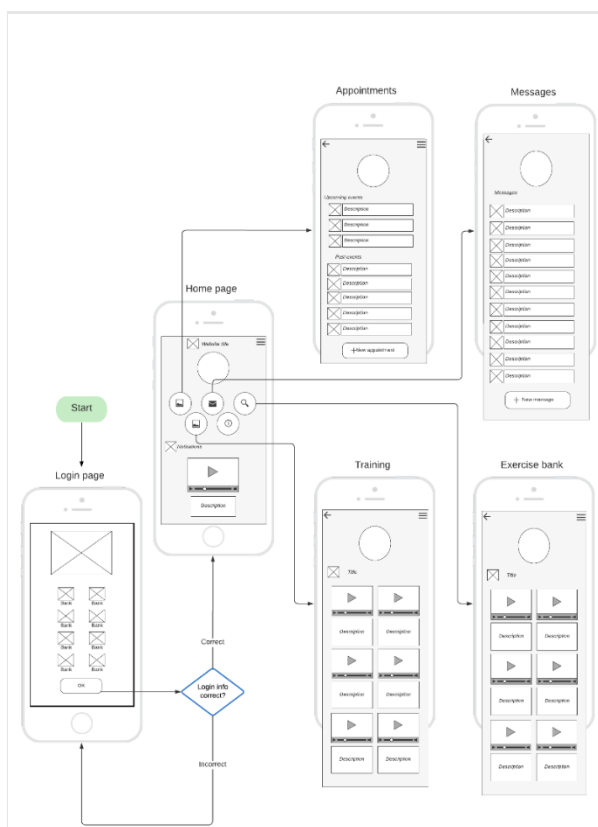 Appointments
Upcoming events
Description
Description
Description
Past events
Description
Description
Description
Description
Description
+New appointment
Messages
Messages
Description
Description
Description
Description
Description
Description
Description
Description
Description
Description
Description
+ New message
Home page
Website title
Description
Start
Login page
Bank Bank
Bank Bank
Bank Bank
Bank Bank
OK
Login info
correct?
Correct
Incorrect
Training
Title
Description Description
Description Description
Description Description
Exercise bank
Title
Description Description
Description Description
Description Description